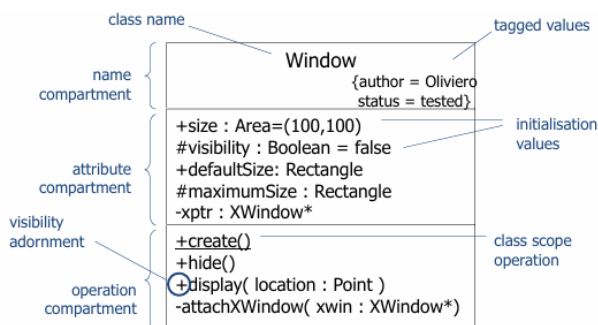 class name
tagged values
Window
{author = Oliviero
status = tested}
name
compartment
+size : Area=(100,100)
#visibility : Boolean = false
+defaultSize: Rectangle
#maximumSize : Rectangle
-xptr : XWindow*
initialisation
values
attribute
compartment
visibility
adornment
+create()
+hide()
+display( location : Point )
-attachXWindow( xwin : XWindow*)
class scope
operation
operation
compartment